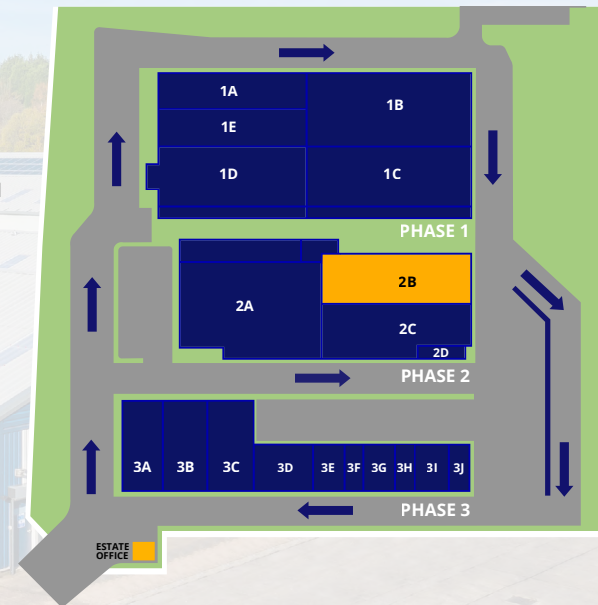 1A
1B
1E
1D
1C
PHASE 1
2B
2A
2C
2D
PHASE 2
3A
3B
3C
3D
3E
3F
3G
3H
3I
3J
PHASE 3
ESTATE
OFFICE